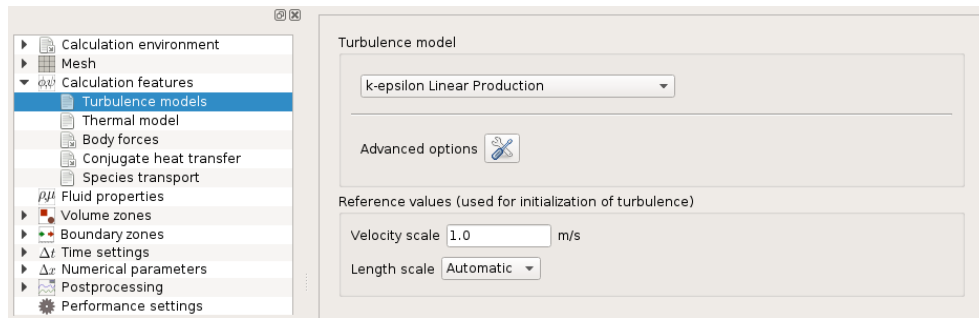 Calculation environment
Mesh
Calculation features
Turbulence models
Thermal model
Body forces
Conjugate heat transfer
Species transport
Fluid properties
Volume zones
Boundary zones
Δt Time settings
Δx Numerical parameters
Postprocessing
Performance settings
Turbulence model
k-epsilon Linear Production
Advanced options
Reference values (used for initialization of turbulence)
Velocity scale 1.0 m/s
Length scale Automatic